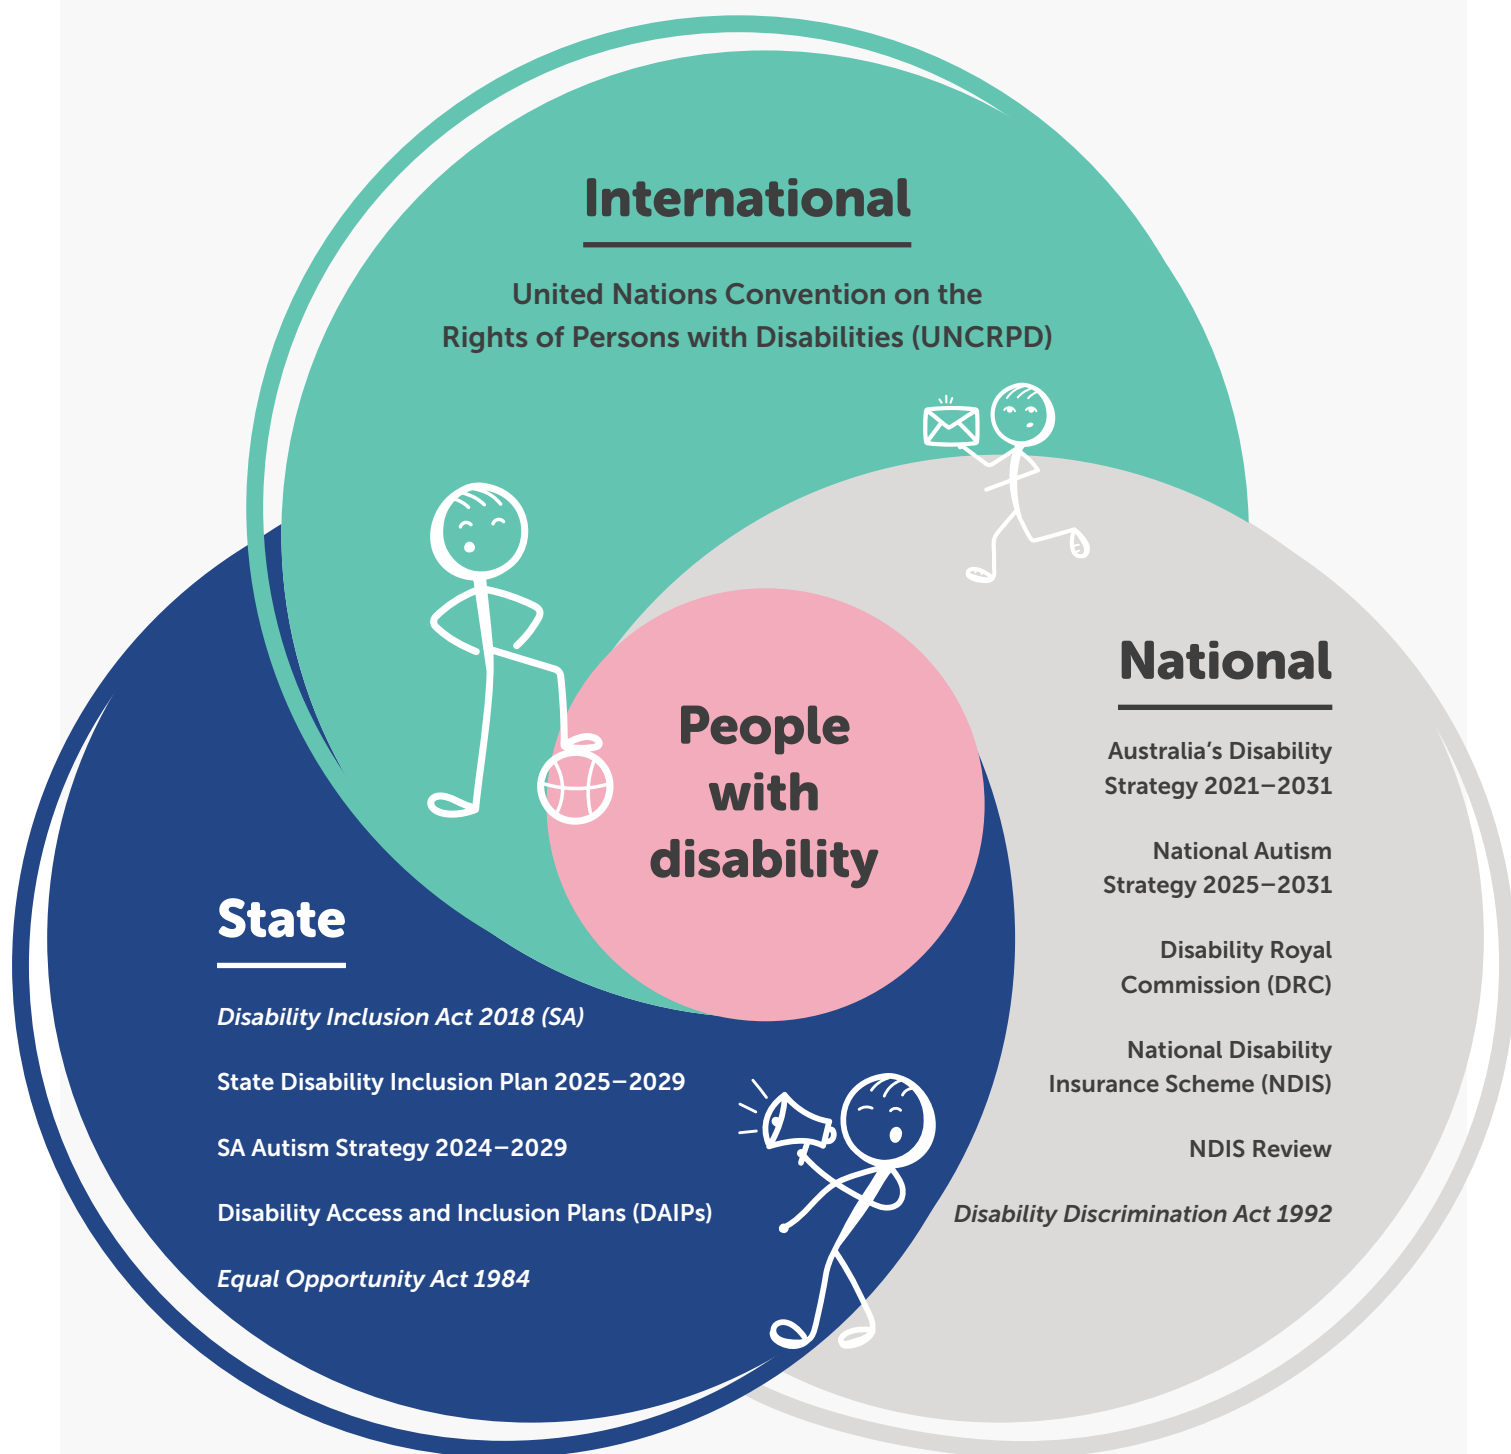 International
United Nations Convention on the
Rights of Persons with Disabilities (UNCRPD)
People
with
disability
National
Australia’s Disability
Strategy 2021–2031
National Autism
Strategy 2025–2031
Disability Royal
Commission (DRC)
National Disability
Insurance Scheme (NDIS)
NDIS Review
Disability Discrimination Act 1992
State
Disability Inclusion Act 2018 (SA)
State Disability Inclusion Plan 2025–2029
SA Autism Strategy 2024–2029
Disability Access and Inclusion Plans (DAIPs)
Equal Opportunity Act 1984